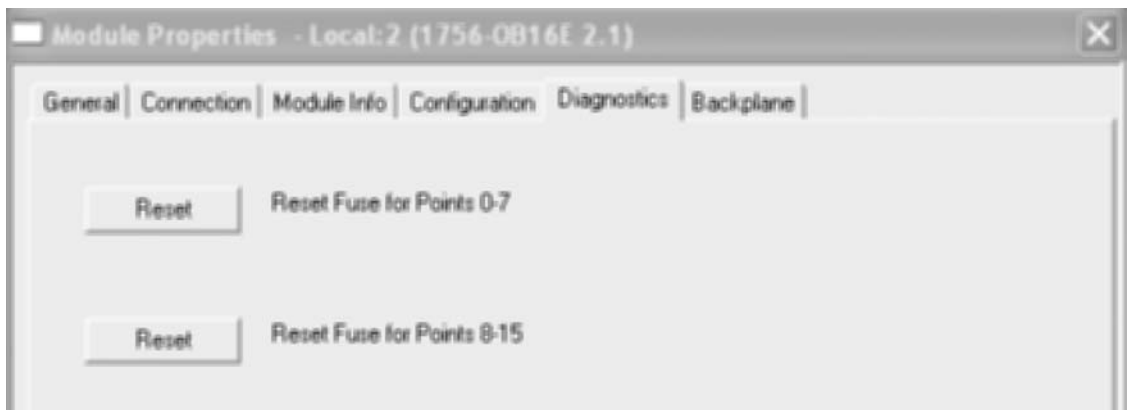 Module Properties - Local:2 (1756-OB16E 2.1)
General Connection Module Info Configuration Diagnostics Backplane
Reset Reset Fuse for Points 0-7
Reset Reset Fuse for Points 8-15